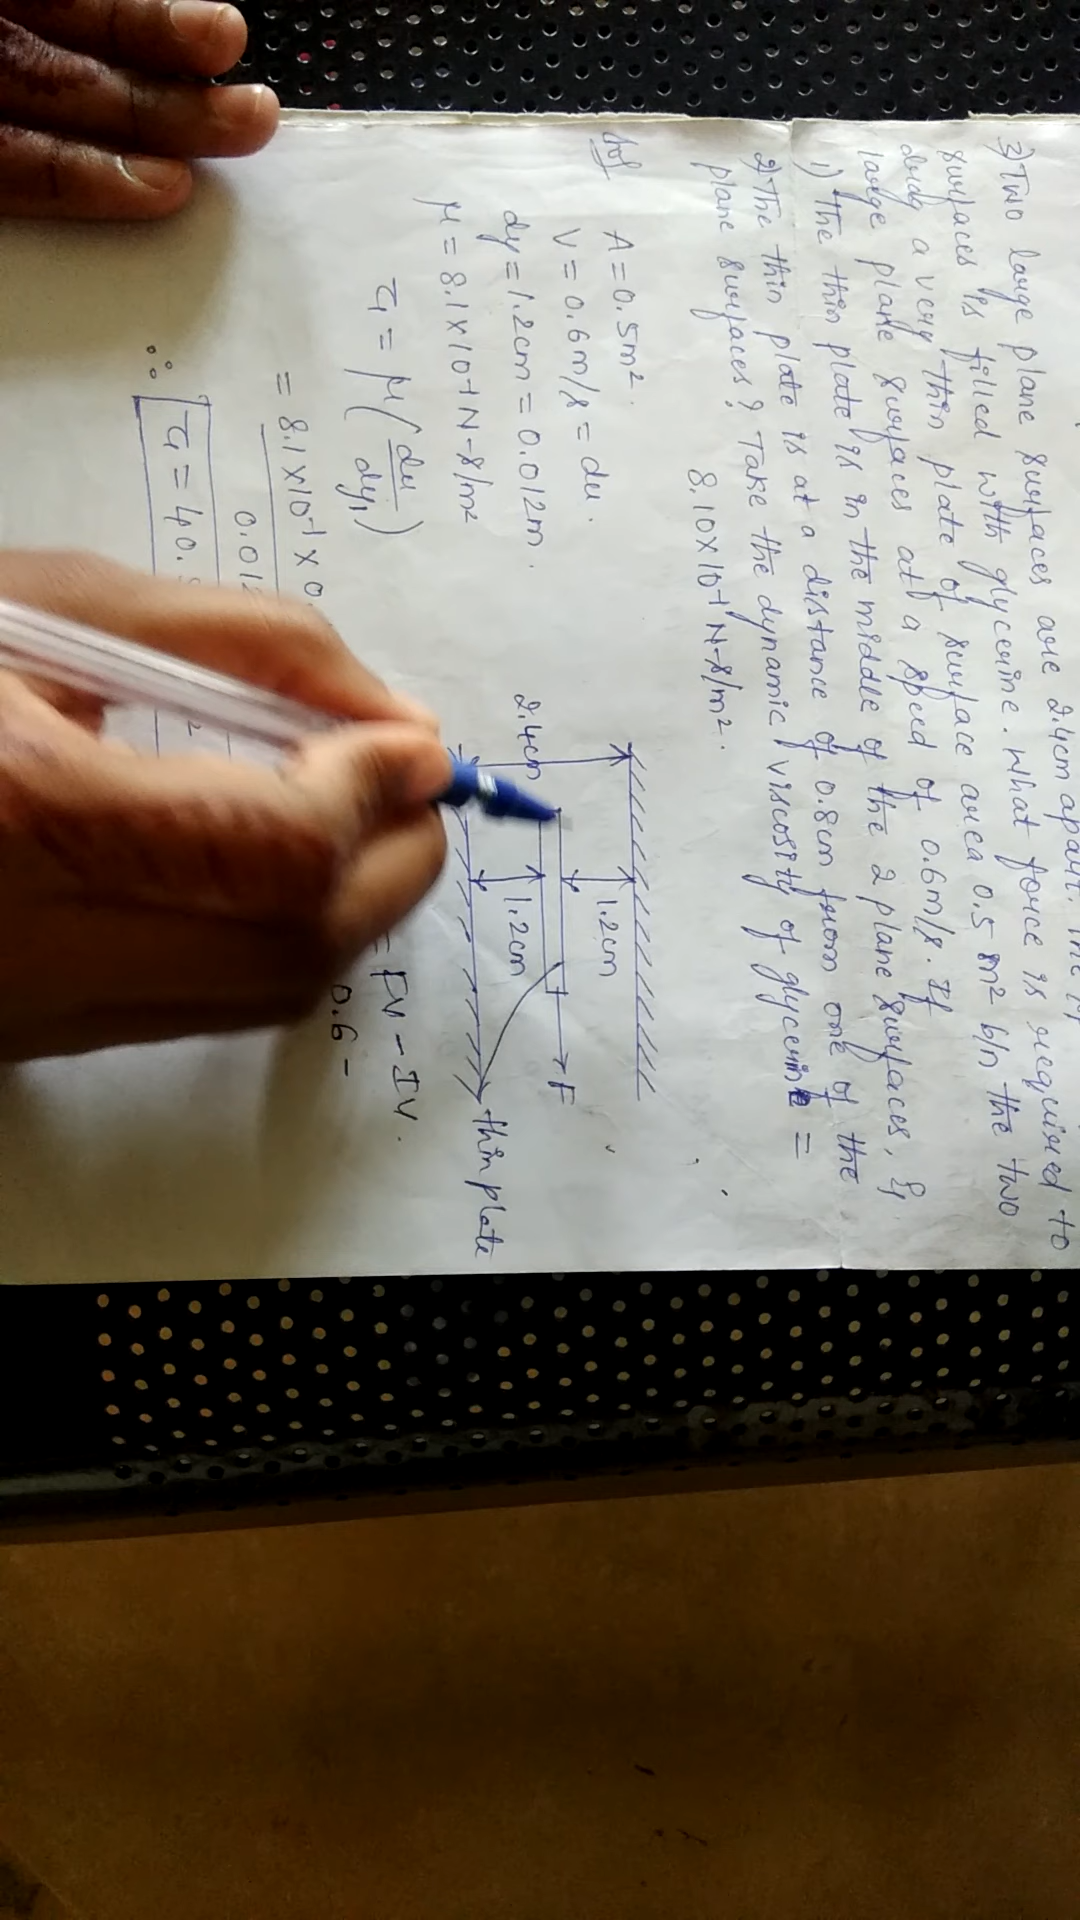 3) Two large plane surfaces are 2.4cm apart. The
surfaces is filled with glycerine. What force is required to
drag a very thin plate of surface area 0.5 m² b/n the two
large plane surfaces at a speed of 0.6m/s. If
1) The thin plate is in the middle of the 2 plane surfaces, &
2) The thin plate is at a distance of 0.8cm from one of the
plane surfaces? Take the dynamic viscosity of glycerine =
8.10×10-1 N-s/m².
Sol
A = 0.5m².
V = 0.6m/s = du.
dy = 1.2cm = 0.012m.
μ = 8.1×10-1 N-s/m²
2.4cm
1.2cm
1.2cm
F
thin plate
τ1 = μ(du/dy1)
= FV - IV.
0.6 -
= 8.1×10-1 ×
0.012
∴ τ1 = 40.